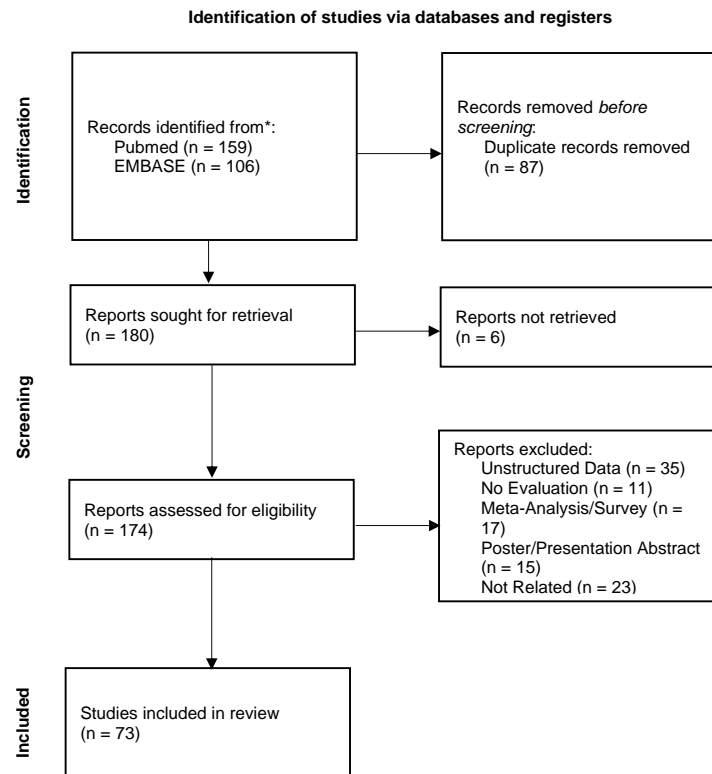 Identification of studies via databases and registers
Identification
Records identified from*:
Pubmed (n = 159)
EMBASE (n = 106)
Records removed before
screening:
Duplicate records removed
(n = 87)
Screening
Reports sought for retrieval
(n = 180)
Reports not retrieved
(n = 6)
Reports assessed for eligibility
(n = 174)
Reports excluded:
Unstructured Data (n = 35)
No Evaluation (n = 11)
Meta-Analysis/Survey (n =
17)
Poster/Presentation Abstract
(n = 15)
Not Related (n = 23)
Included
Studies included in review
(n = 73)